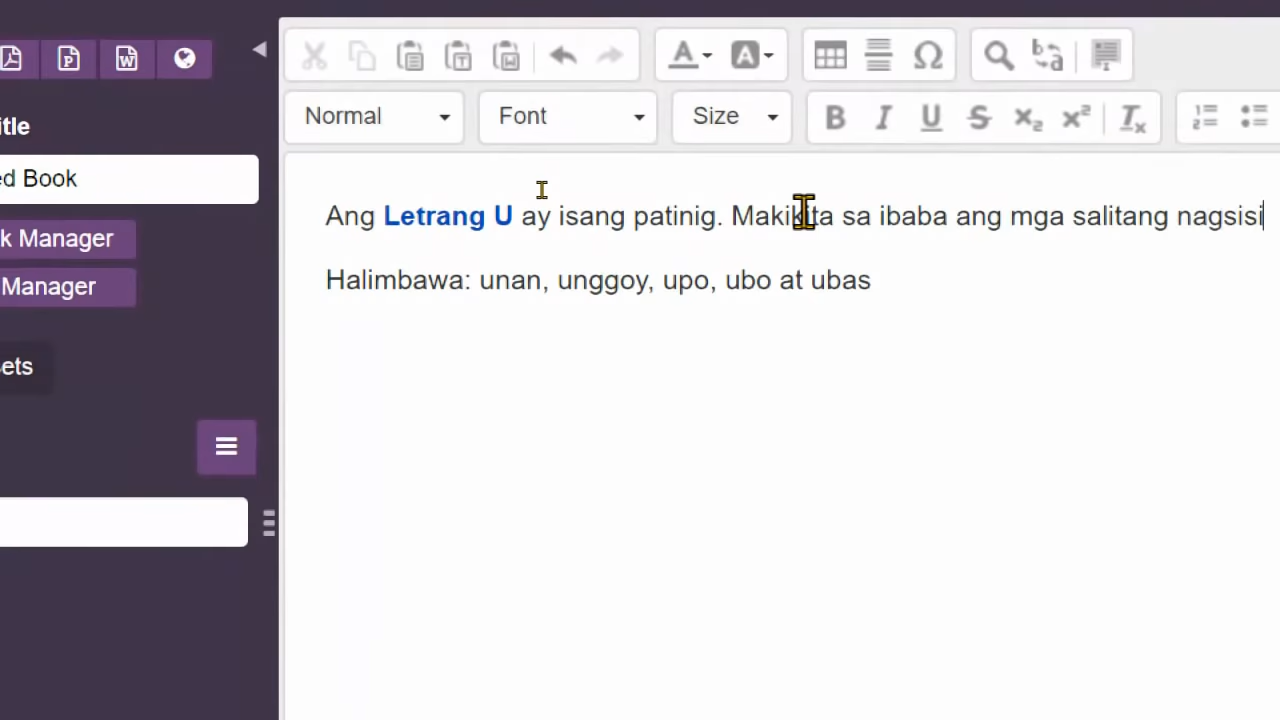 Normal
Font
Size
Ang Letrang U ay isang patinig. Makikita sa ibaba ang mga salitang nagsisi
Halimbawa: unan, unggoy, upo, ubo at ubas
itle
ed Book
k Manager
Manager
ets